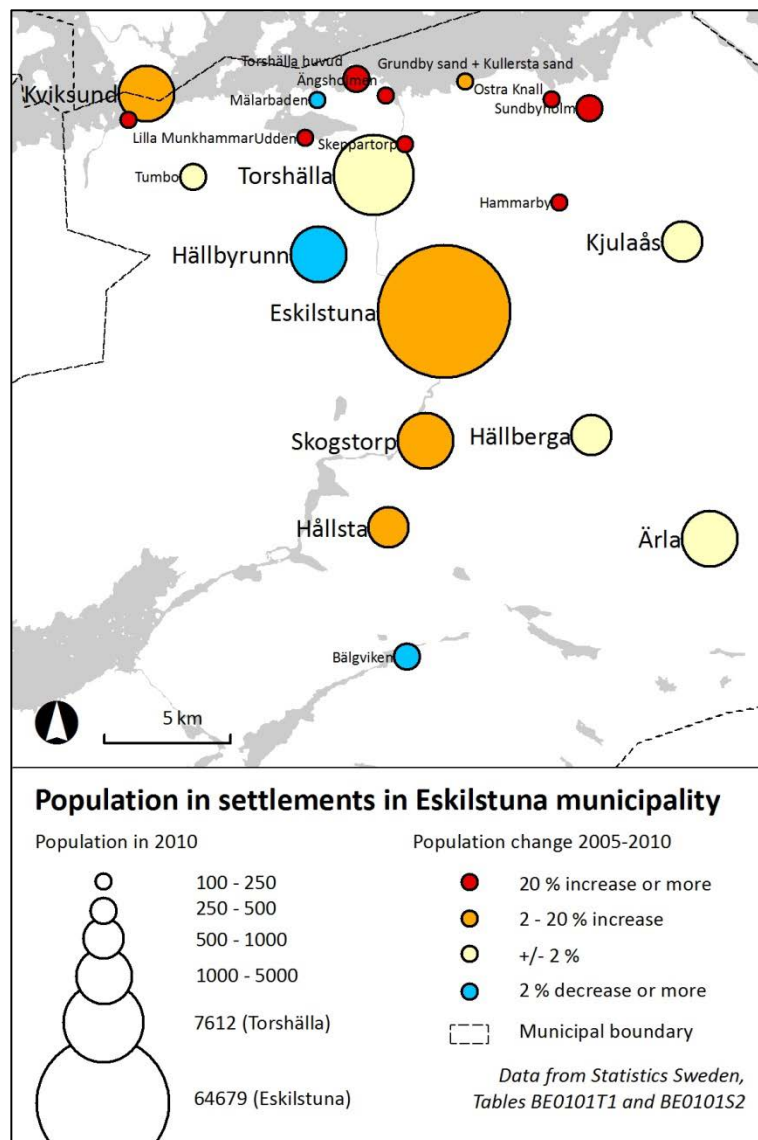 Torshälla huvud
Grundby sand + Kullersta sand
Ängsholmen
Kviksund
Mälarbaden
Ostra Knall
Sundbyholm
Lilla Munkhammar
Udden
Skeppartorp
Tumbo
Torshälla
Hammarby
Kjulaås
Hällbyrunn
Eskilstuna
Skogstorp
Hällberga
Hållsta
Ärla
Bälgviken
5 km
Population in settlements in Eskilstuna municipality
Population in 2010
100 - 250
250 - 500
500 - 1000
1000 - 5000
7612 (Torshälla)
64679 (Eskilstuna)
Population change 2005-2010
20 % increase or more
2 - 20 % increase
+/- 2 %
2 % decrease or more
Municipal boundary
Data from Statistics Sweden,
Tables BE0101T1 and BE0101S2